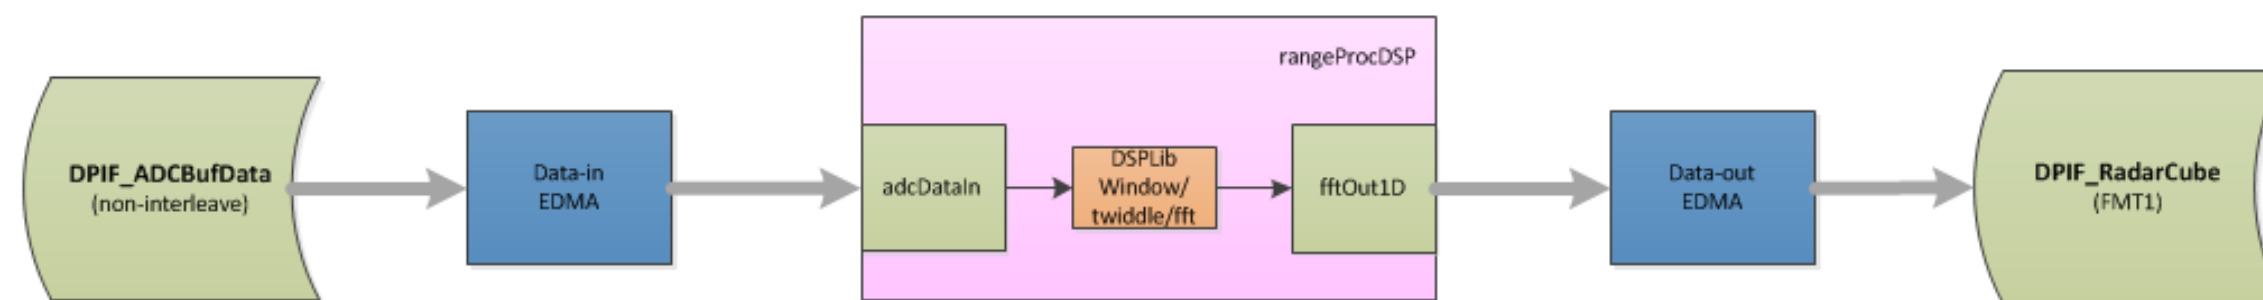 rangeProcDSP
DPIF_ADCBufData
(non-interleave)
Data-in
EDMA
adcDataIn
DSPLib
Window/
twiddle/fft
fftOut1D
Data-out
EDMA
DPIF_RadarCube
(FMT1)